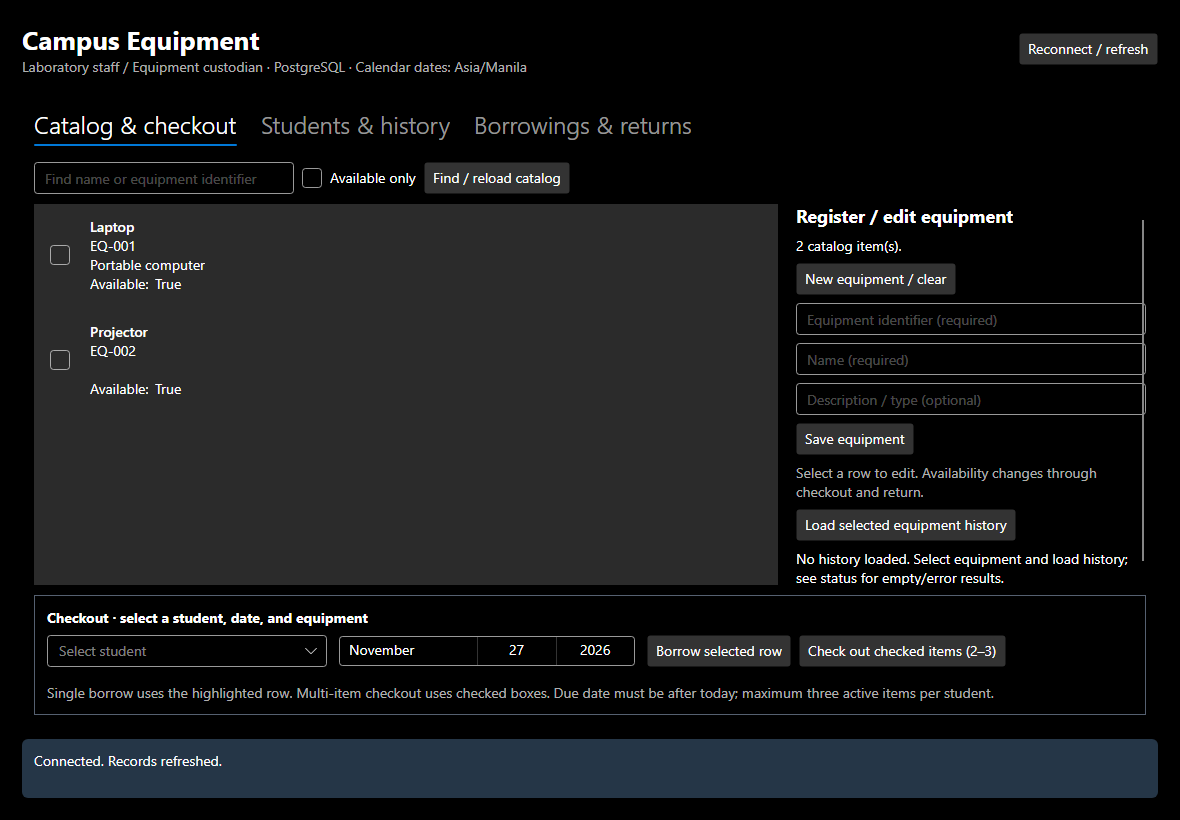 Campus Equipment
Laboratory staff / Equipment custodian · PostgreSQL · Calendar dates: Asia/Manila
Reconnect / refresh
Catalog & checkout
Students & history
Borrowings & returns
Find name or equipment identifier
Available only
Find / reload catalog
Laptop
EQ-001
Portable computer
Available: True
Projector
EQ-002
Available: True
Register / edit equipment
2 catalog item(s).
New equipment / clear
Equipment identifier (required)
Name (required)
Description / type (optional)
Save equipment
Select a row to edit. Availability changes through
checkout and return.
Load selected equipment history
No history loaded. Select equipment and load history;
see status for empty/error results.
Checkout · select a student, date, and equipment
Select student
November
27
2026
Borrow selected row
Check out checked items (2–3)
Single borrow uses the highlighted row. Multi-item checkout uses checked boxes. Due date must be after today; maximum three active items per student.
Connected. Records refreshed.